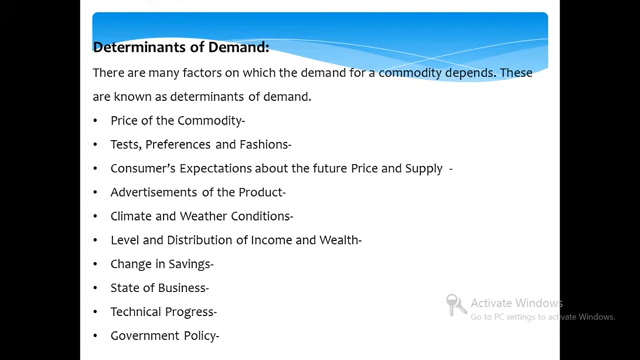 Determinants of Demand:
There are many factors on which the demand for a commodity depends. These
are known as determinants of demand.
• Price of the Commodity-
• Tests, Preferences and Fashions-
• Consumer's Expectations about the future Price and Supply -
• Advertisements of the Product-
• Climate and Weather Conditions-
• Level and Distribution of Income and Wealth-
• Change in Savings-
• State of Business-
• Technical Progress-
• Government Policy-
Activate Windows
Go to PC settings to activate Windows.